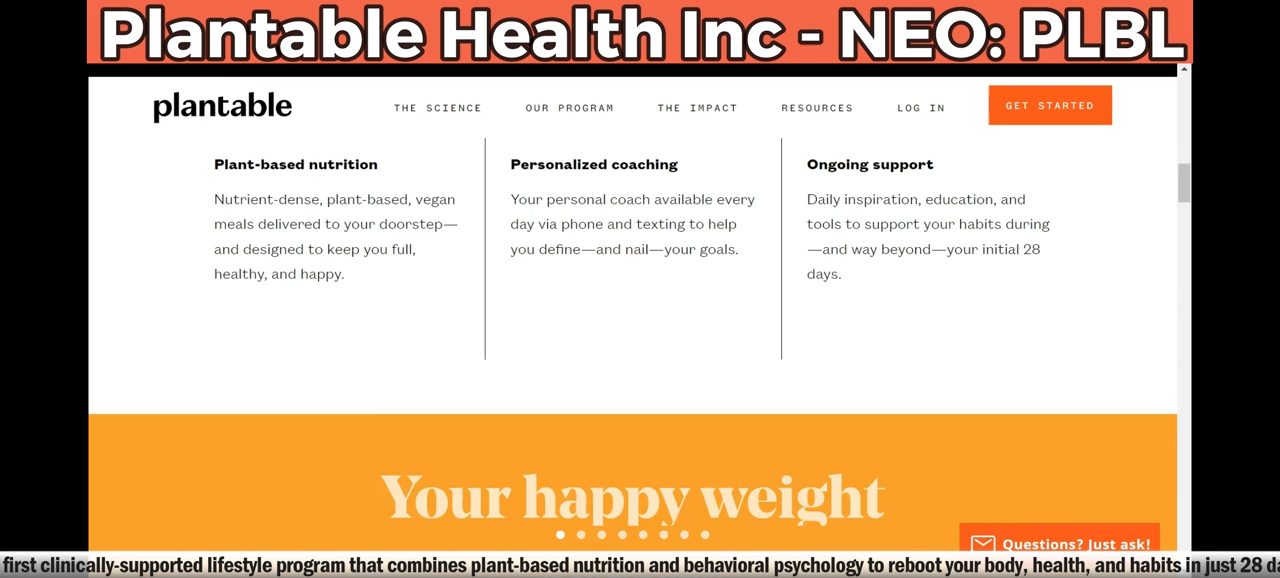 Plantable Health Inc - NEO: PLBL
plantable
THE SCIENCE OUR PROGRAM THE IMPACT RESOURCES LOG IN GET STARTED
Plant-based nutrition
Nutrient-dense, plant-based, vegan
meals delivered to your doorstep—
and designed to keep you full,
healthy, and happy.
Personalized coaching
Your personal coach available every
day via phone and texting to help
you define—and nail—your goals.
Ongoing support
Daily inspiration, education, and
tools to support your habits during
—and way beyond—your initial 28
days.
Your happy weight
Questions? Just ask!
first clinically-supported lifestyle program that combines plant-based nutrition and behavioral psychology to reboot your body, health, and habits in just 28